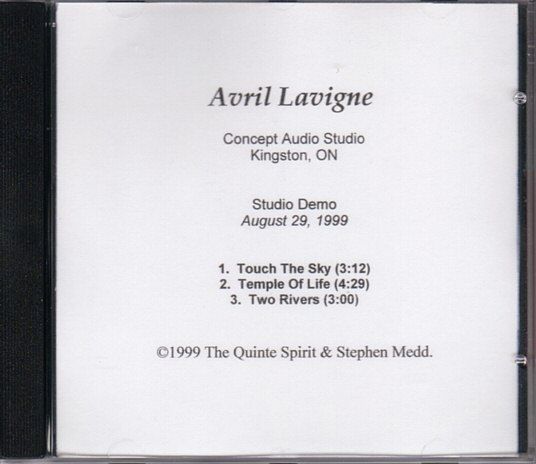 Avril Lavigne
Concept Audio Studio
Kingston, ON
Studio Demo
August 29, 1999
1. Touch The Sky (3:12)
2. Temple Of Life (4:29)
3. Two Rivers (3:00)
©1999 The Quinte Spirit & Stephen Medd.